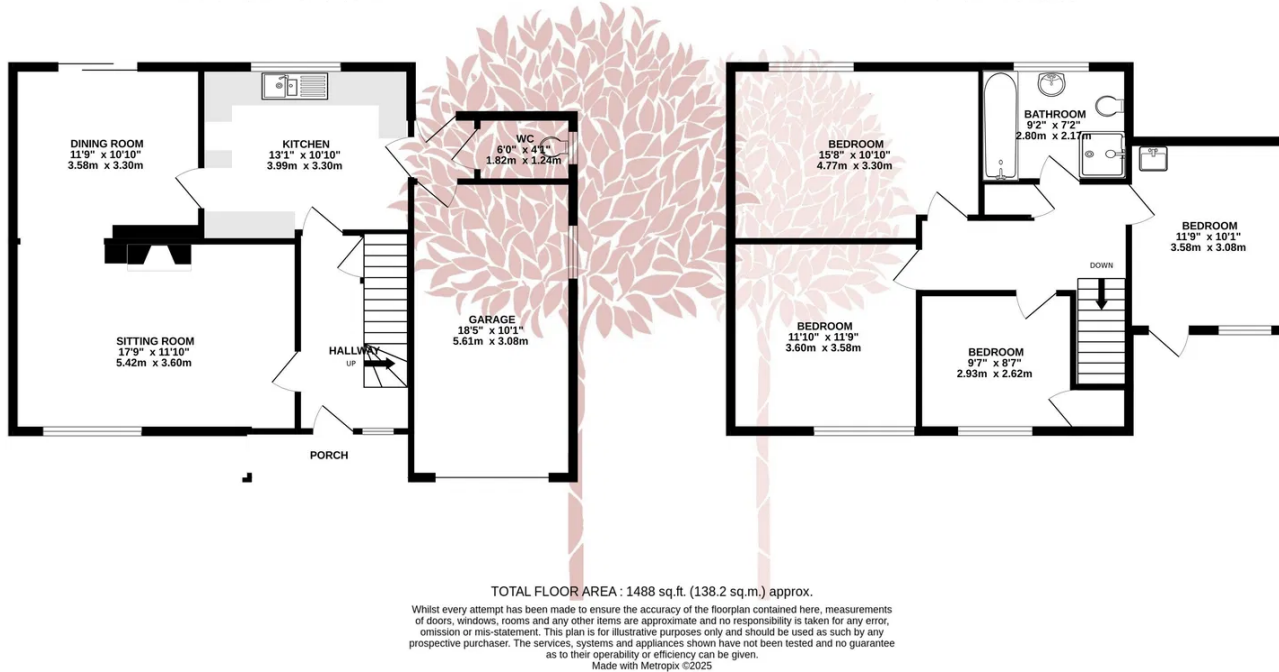 DINING ROOM
11'9" x 10'10"
3.58m x 3.30m
KITCHEN
13'1" x 10'10"
3.99m x 3.30m
WC
6'0" x 4'1"
1.82m x 1.24m
SITTING ROOM
17'9" x 11'10"
5.42m x 3.60m
HALLWAY
UP
GARAGE
18'5" x 10'1"
5.61m x 3.08m
PORCH
BEDROOM
15'8" x 10'10"
4.77m x 3.30m
BATHROOM
9'2" x 7'2"
2.80m x 2.17m
BEDROOM
11'9" x 10'1"
3.58m x 3.08m
DOWN
BEDROOM
11'10" x 11'9"
3.60m x 3.58m
BEDROOM
9'7" x 8'7"
2.93m x 2.62m
TOTAL FLOOR AREA : 1488 sq.ft. (138.2 sq.m.) approx.
Whilst every attempt has been made to ensure the accuracy of the floorplan contained here, measurements
of doors, windows, rooms and any other items are approximate and no responsibility is taken for any error,
omission or mis-statement. This plan is for illustrative purposes only and should be used as such by any
prospective purchaser. The services, systems and appliances shown have not been tested and no guarantee
as to their operability or efficiency can be given.
Made with Metropix ©2025